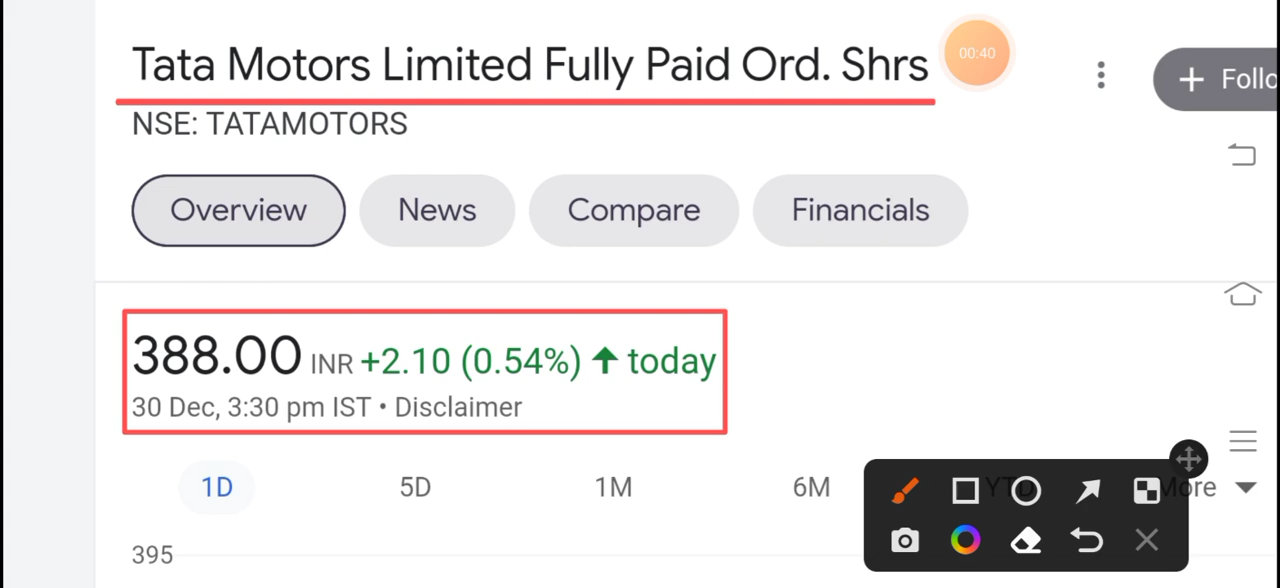 Tata Motors Limited Fully Paid Ord. Shrs
00:40
+ Follo
NSE: TATAMOTORS
Overview
News
Compare
Financials
388.00 INR +2.10 (0.54%) ↑ today
30 Dec, 3:30 pm IST • Disclaimer
1D
5D
1M
6M
YTD
More
395